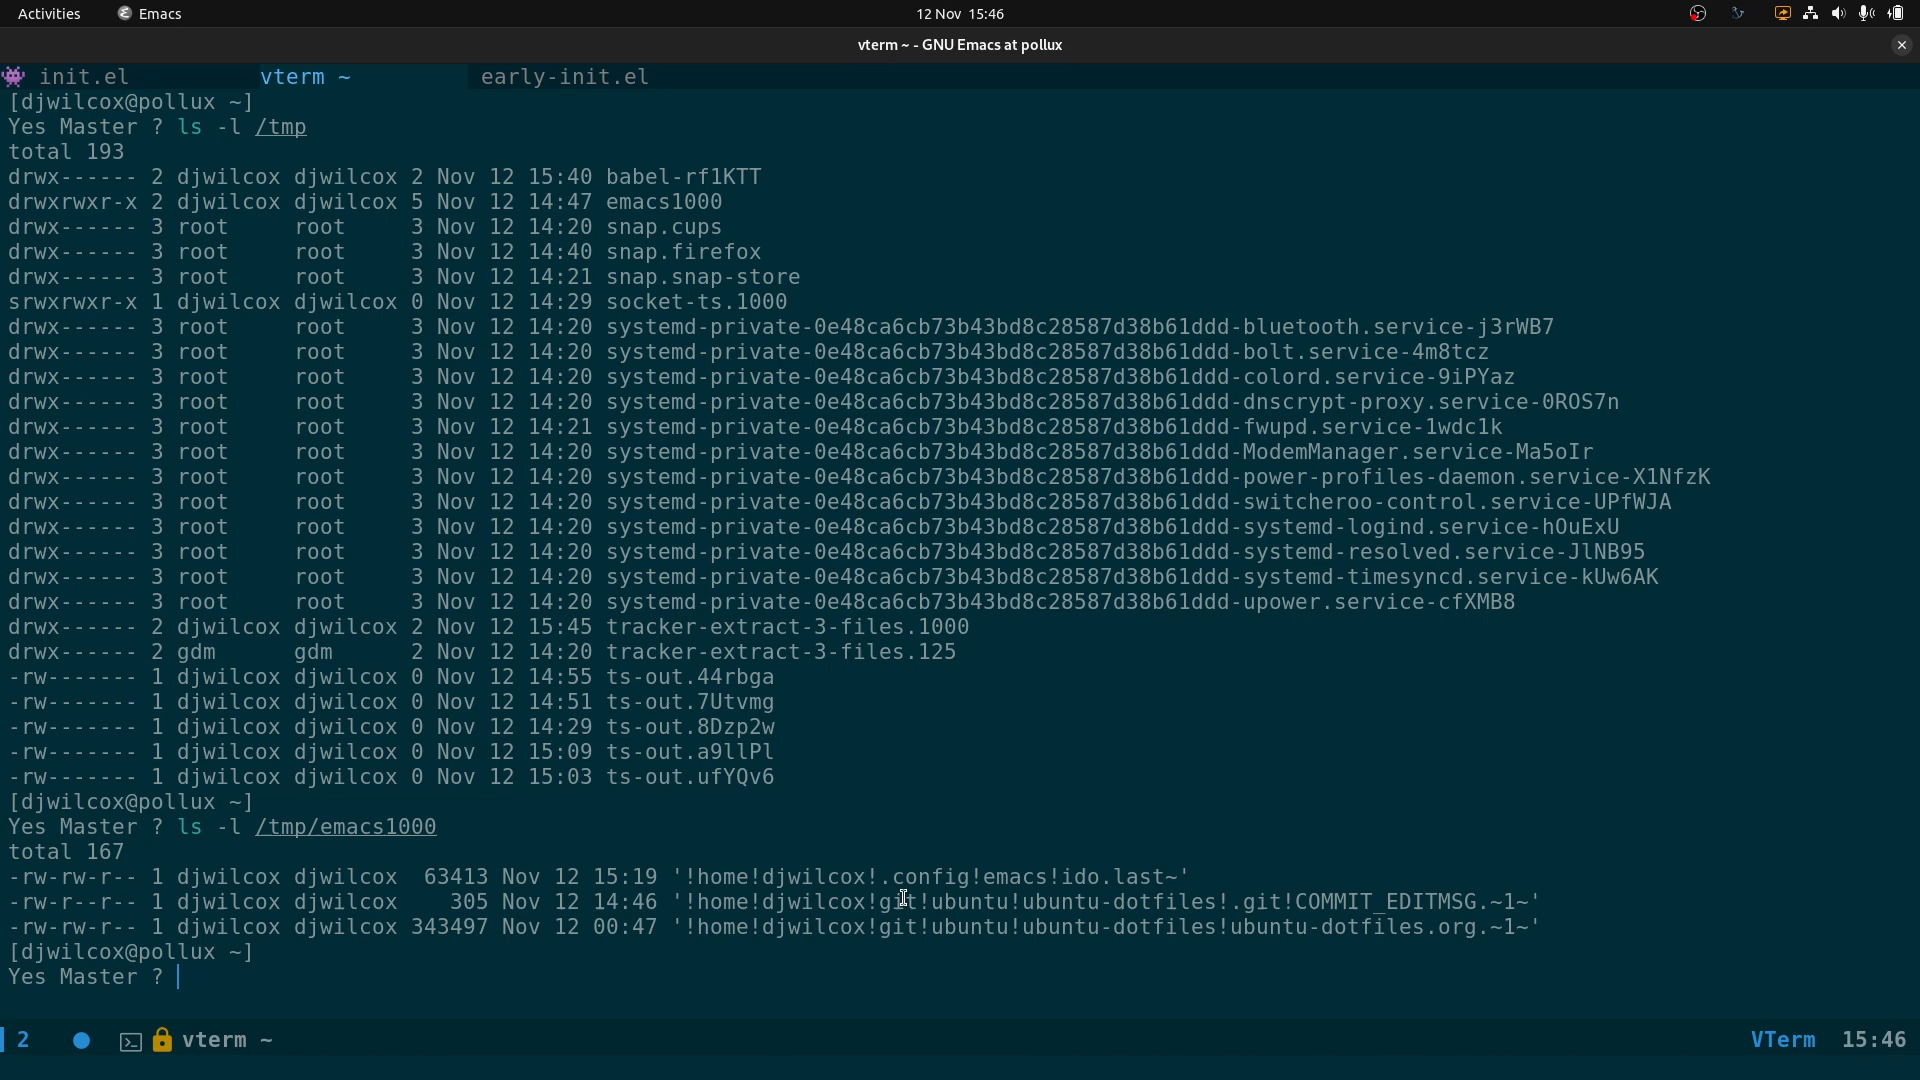 Activities Emacs 12 Nov 15:46
vterm ~ - GNU Emacs at pollux
init.el vterm ~ early-init.el
[djwilcox@pollux ~]
Yes Master ? ls -l /tmp
total 193
drwx------ 2 djwilcox djwilcox 2 Nov 12 15:40 babel-rf1KTT
drwxrwxr-x 2 djwilcox djwilcox 5 Nov 12 14:47 emacs1000
drwx------ 3 root     root     3 Nov 12 14:20 snap.cups
drwx------ 3 root     root     3 Nov 12 14:40 snap.firefox
drwx------ 3 root     root     3 Nov 12 14:21 snap.snap-store
srwxrwxr-x 1 djwilcox djwilcox 0 Nov 12 14:29 socket-ts.1000
drwx------ 3 root     root     3 Nov 12 14:20 systemd-private-0e48ca6cb73b43bd8c28587d38b61ddd-bluetooth.service-j3rWB7
drwx------ 3 root     root     3 Nov 12 14:20 systemd-private-0e48ca6cb73b43bd8c28587d38b61ddd-bolt.service-4m8tcz
drwx------ 3 root     root     3 Nov 12 14:20 systemd-private-0e48ca6cb73b43bd8c28587d38b61ddd-colord.service-9iPYaz
drwx------ 3 root     root     3 Nov 12 14:20 systemd-private-0e48ca6cb73b43bd8c28587d38b61ddd-dnscrypt-proxy.service-0ROS7n
drwx------ 3 root     root     3 Nov 12 14:21 systemd-private-0e48ca6cb73b43bd8c28587d38b61ddd-fwupd.service-1wdc1k
drwx------ 3 root     root     3 Nov 12 14:20 systemd-private-0e48ca6cb73b43bd8c28587d38b61ddd-ModemManager.service-Ma5oIr
drwx------ 3 root     root     3 Nov 12 14:20 systemd-private-0e48ca6cb73b43bd8c28587d38b61ddd-power-profiles-daemon.service-X1NfzK
drwx------ 3 root     root     3 Nov 12 14:20 systemd-private-0e48ca6cb73b43bd8c28587d38b61ddd-switcheroo-control.service-UPfWJA
drwx------ 3 root     root     3 Nov 12 14:20 systemd-private-0e48ca6cb73b43bd8c28587d38b61ddd-systemd-logind.service-hOuExU
drwx------ 3 root     root     3 Nov 12 14:20 systemd-private-0e48ca6cb73b43bd8c28587d38b61ddd-systemd-resolved.service-JlNB95
drwx------ 3 root     root     3 Nov 12 14:20 systemd-private-0e48ca6cb73b43bd8c28587d38b61ddd-systemd-timesyncd.service-kUw6AK
drwx------ 3 root     root     3 Nov 12 14:20 systemd-private-0e48ca6cb73b43bd8c28587d38b61ddd-upower.service-cfXMB8
drwx------ 2 djwilcox djwilcox 2 Nov 12 15:45 tracker-extract-3-files.1000
drwx------ 2 gdm      gdm      2 Nov 12 14:20 tracker-extract-3-files.125
-rw------- 1 djwilcox djwilcox 0 Nov 12 14:55 ts-out.44rbga
-rw------- 1 djwilcox djwilcox 0 Nov 12 14:51 ts-out.7Utvmg
-rw------- 1 djwilcox djwilcox 0 Nov 12 14:29 ts-out.8Dzp2w
-rw------- 1 djwilcox djwilcox 0 Nov 12 15:09 ts-out.a9llPl
-rw------- 1 djwilcox djwilcox 0 Nov 12 15:03 ts-out.ufYQv6
[djwilcox@pollux ~]
Yes Master ? ls -l /tmp/emacs1000
total 167
-rw-rw-r-- 1 djwilcox djwilcox  63413 Nov 12 15:19 '!home!djwilcox!.config!emacs!ido.last~'
-rw-r--r-- 1 djwilcox djwilcox    305 Nov 12 14:46 '!home!djwilcox!git!ubuntu!ubuntu-dotfiles!.git!COMMIT_EDITMSG.~1~'
-rw-rw-r-- 1 djwilcox djwilcox 343497 Nov 12 00:47 '!home!djwilcox!git!ubuntu!ubuntu-dotfiles!ubuntu-dotfiles.org.~1~'
[djwilcox@pollux ~]
Yes Master ?
2 vterm ~ VTerm 15:46